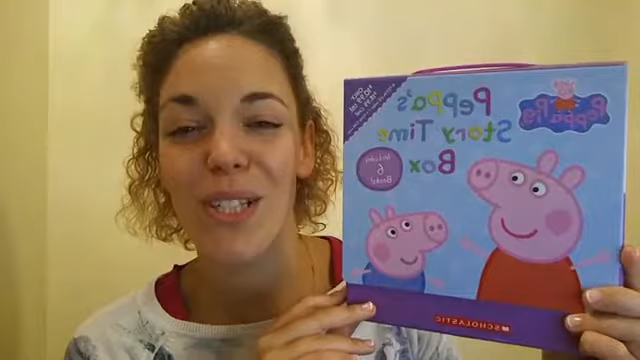 Peppa's
Story Time
Box
Includes
6
Books!
Peppa Pig
SCHOLASTIC